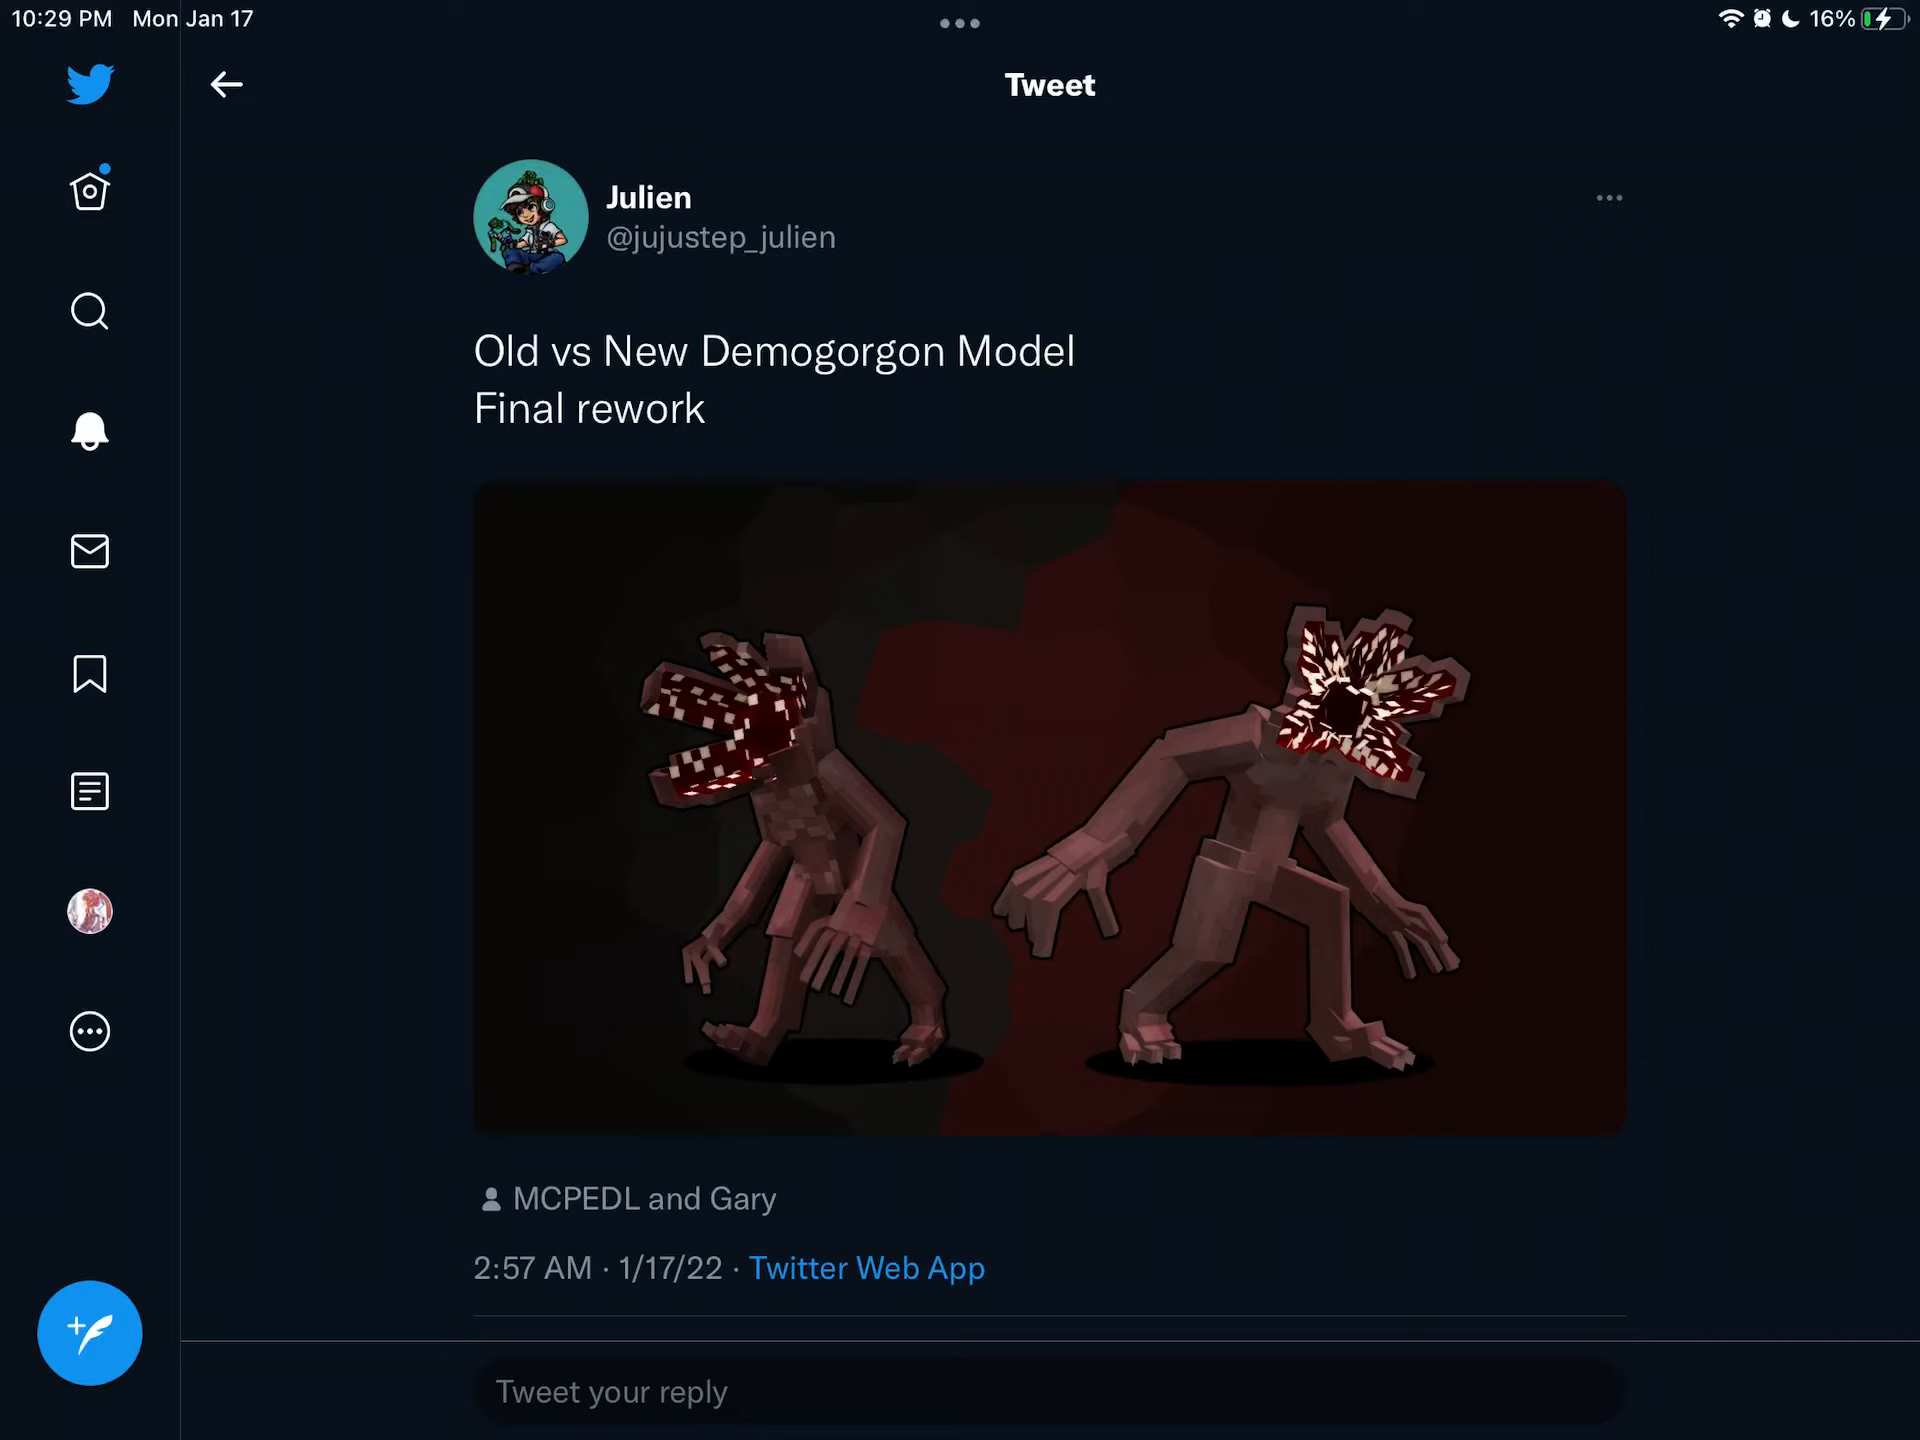 10:29 PM Mon Jan 17
16%
Tweet
Julien
@jujustep_julien
Old vs New Demogorgon Model
Final rework
MCPEDL and Gary
2:57 AM · 1/17/22 · Twitter Web App
Tweet your reply